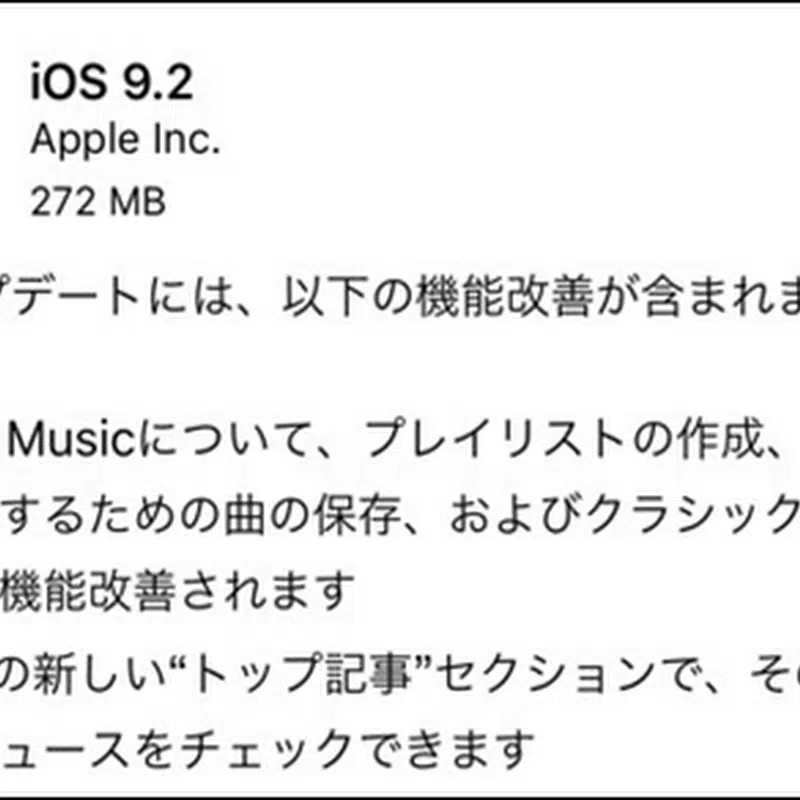 iOS 9.2
Apple Inc.
272 MB
プデートには、以下の機能改善が含まれま
Musicについて、プレイリストの作成、
するための曲の保存、およびクラシック
機能改善されます
の新しい“トップ記事”セクションで、その
ュースをチェックできます